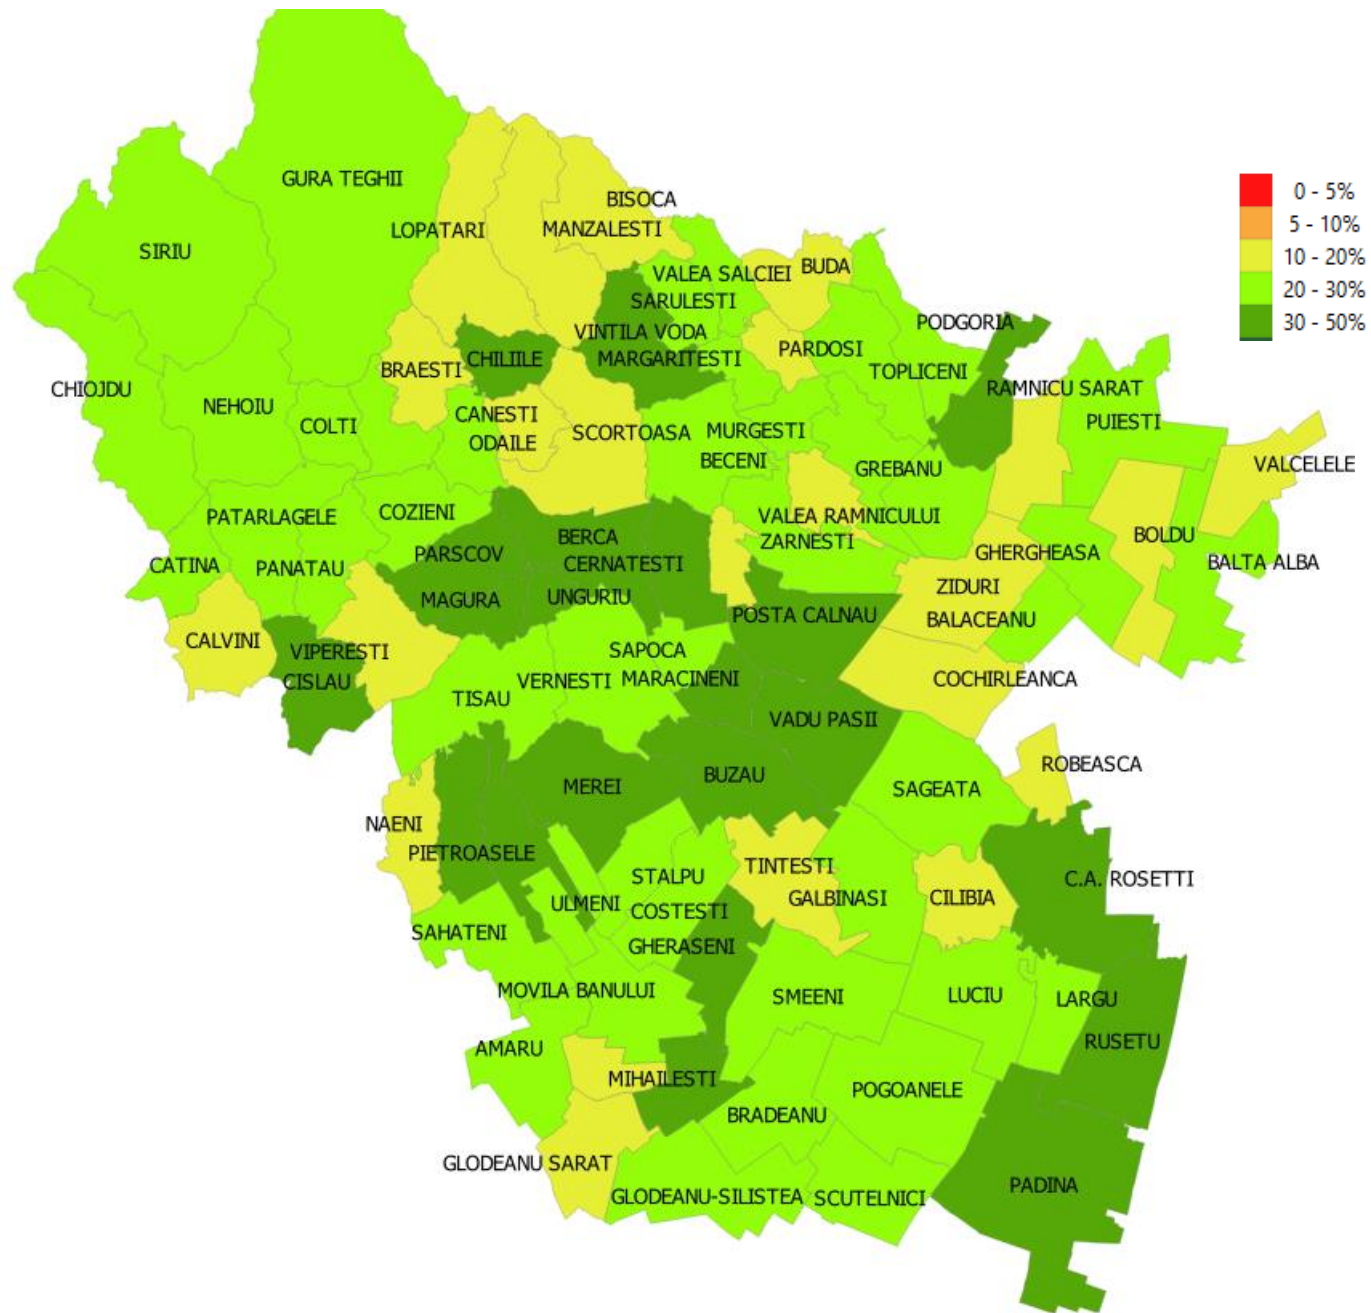 GURA TEGHII
0 - 5%
BISOCA
5 - 10%
LOPATARI
MANZALESTI
SIRIU
10 - 20%
BUDA
VALEA SALCIEI
20 - 30%
SARULESTI
PODGORIA
30 - 50%
VINTILA VODA
PARDOSI
CHILIILE
MARGARITESTI
BRAESTI
TOPLICENI
CHIOJDU
RAMNICU SARAT
NEHOIU
CANESTI
COLTI
PUIESTI
ODAILE
SCORTOASA
MURGESTI
BECENI
VALCELELE
GREBANU
PATARLAGELE
COZIENI
VALEA RAMNICULUI
BERCA
BOLDU
ZARNESTI
PARSCOV
GHERGHEASA
CERNATESTI
BALTA ALBA
CATINA
PANATAU
ZIDURI
MAGURA
UNGURIU
POSTA CALNAU
BALACEANU
CALVINI
VIPERESTI
SAPOCA
CISLAU
VERNESTI
MARACINENI
COCHIRLEANCA
TISAU
VADU PASII
ROBEASCA
BUZAU
MEREI
SAGEATA
NAENI
PIETROASELE
TINTESTI
STALPU
C.A. ROSETTI
GALBINASI
CILIBIA
ULMENI
COSTESTI
SAHATENI
GHERASENI
MOVILA BANULUI
SMEENI
LUCIU
LARGU
RUSETU
AMARU
MIHAILESTI
POGOANELE
BRADEANU
GLODEANU SARAT
PADINA
GLODEANU-SILISTEA
SCUTELNICI